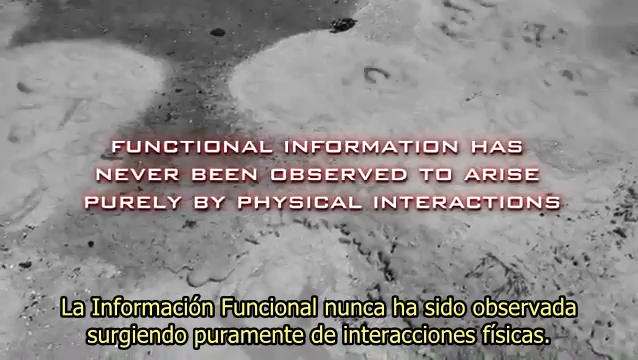 FUNCTIONAL INFORMATION HAS
NEVER BEEN OBSERVED TO ARISE
PURELY BY PHYSICAL INTERACTIONS
La Información Funcional nunca ha sido observada
surgiendo puramente de interacciones físicas.